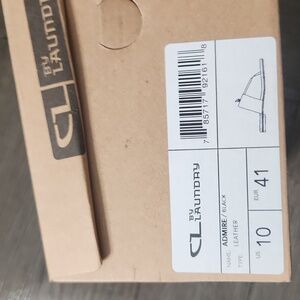 CL BY LAUNDRY
7 85717 92161 8
CL BY LAUNDRY
NAME: ADMIRE / BLACK
TYPE: LEATHER
US 10
EUR 41